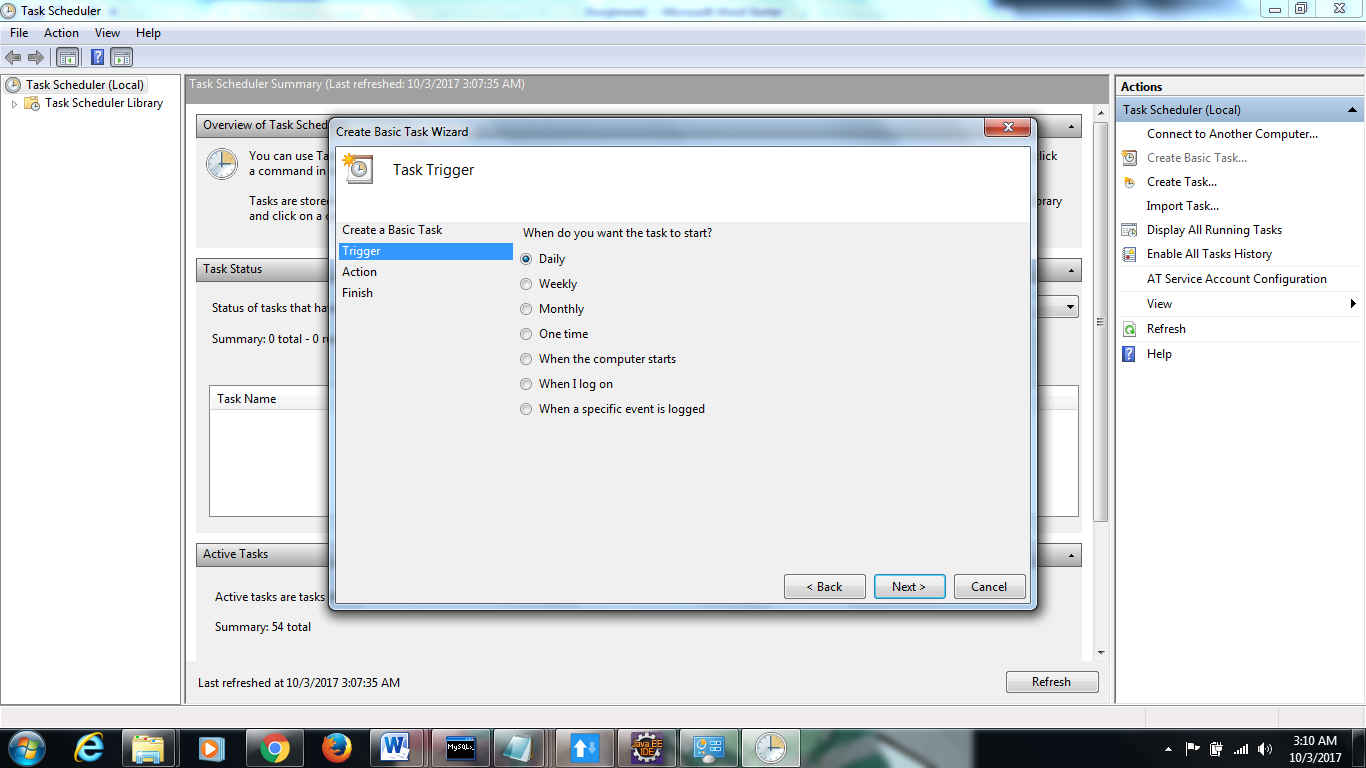 Task Scheduler
File Action View Help
Task Scheduler (Local)
Task Scheduler Library
Task Scheduler Summary (Last refreshed: 10/3/2017 3:07:35 AM)
Overview of Task Sched
You can use Ta
lick
a command in
Tasks are store
rary
and click on a
Task Status
Status of tasks that ha
Summary: 0 total - 0
Task Name
Active Tasks
Active tasks are tasks
Summary: 54 total
Last refreshed at 10/3/2017 3:07:35 AM
Refresh
Create Basic Task Wizard
Task Trigger
Create a Basic Task
Trigger
Action
Finish
When do you want the task to start?
Daily
Weekly
Monthly
One time
When the computer starts
When I log on
When a specific event is logged
< Back
Next >
Cancel
Actions
Task Scheduler (Local)
Connect to Another Computer...
Create Basic Task...
Create Task...
Import Task...
Display All Running Tasks
Enable All Tasks History
AT Service Account Configuration
View
Refresh
Help
MySQL
Java EE
IDE
3:10 AM
10/3/2017